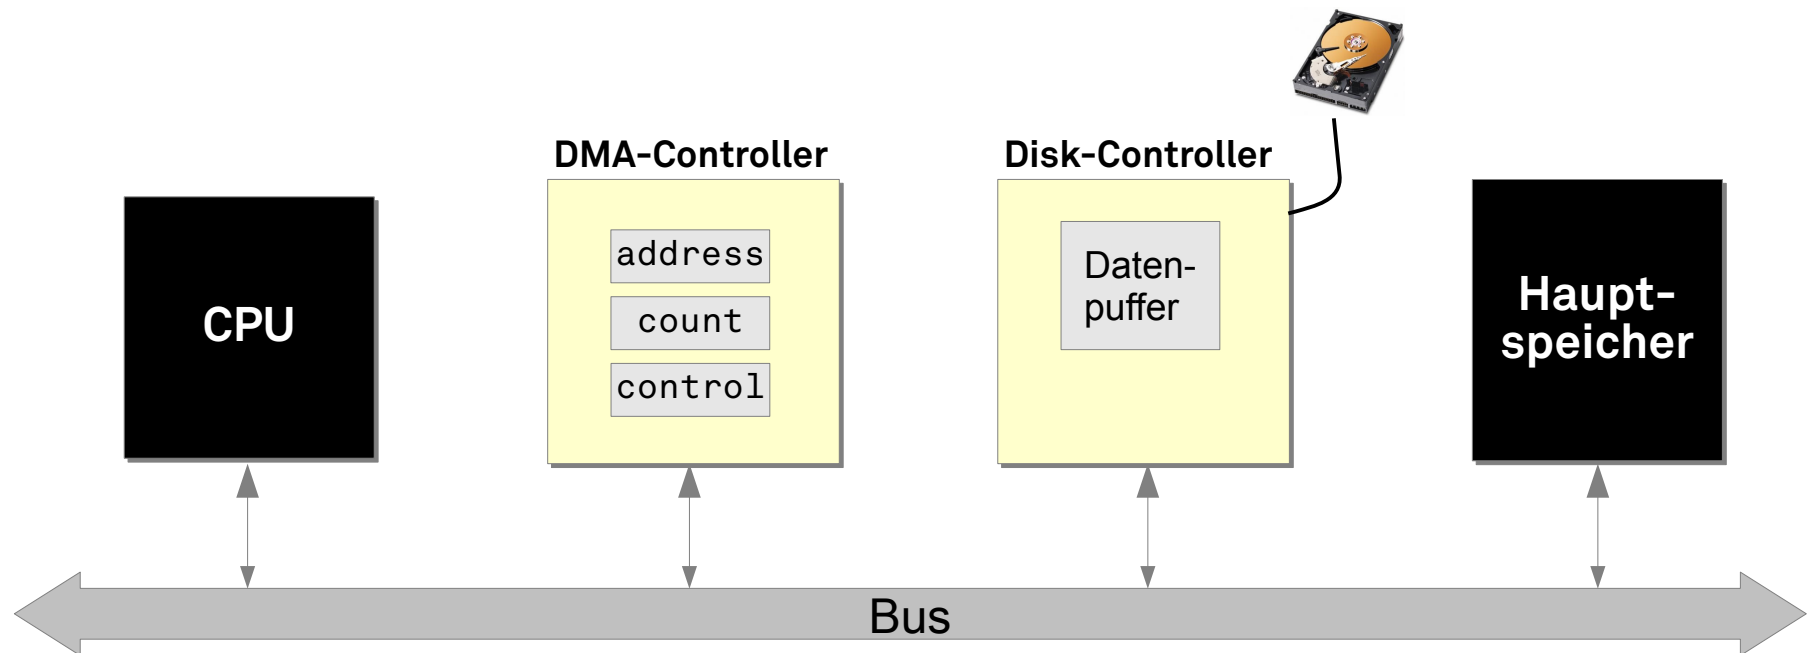 DMA-Controller
Disk-Controller
CPU
address
count
control
Daten-
puffer
Haupt-
speicher
Bus